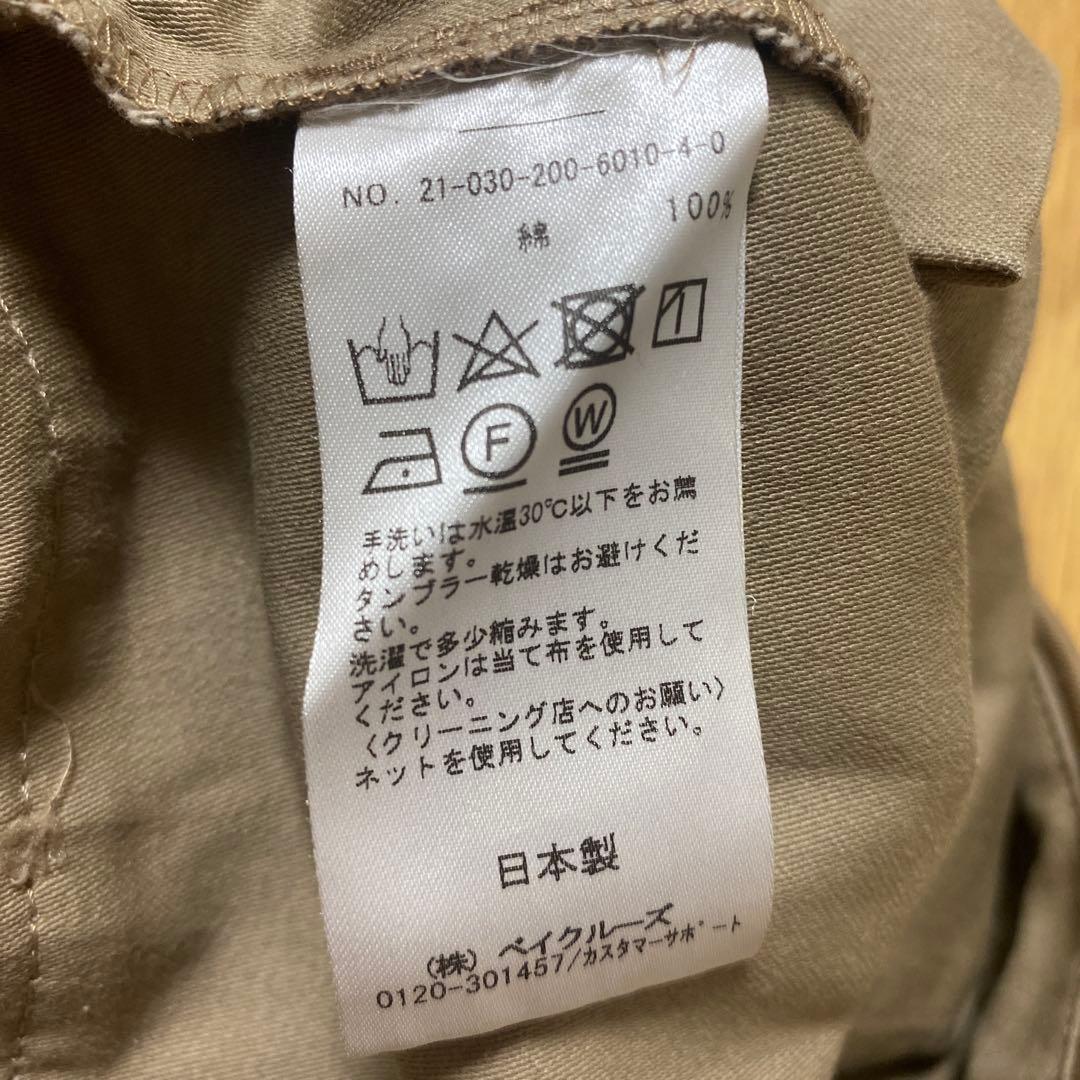 NO. 21-030-200-6010-4-0
綿 100%
F W
手洗いは水温30℃以下をお薦
めします。
タンブラー乾燥はお避けくだ
さい。
洗濯で多少縮みます。
アイロンは当て布を使用して
ください。
〈クリーニング店へのお願い〉
ネットを使用してください。
日本製
(株) ベイクルーズ
0120-301457/カスタマーサポート